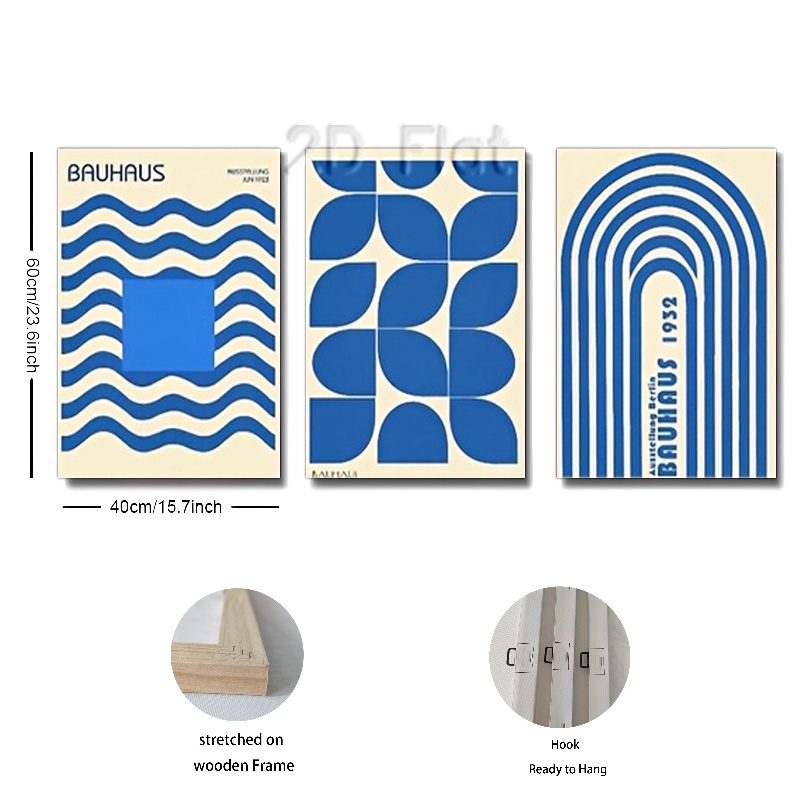 2D Flat
BAUHAUS
AUSSTALLUNG
JUN 1923
60cm/23.6inch
BAUHAUS
Ausstellung Berlin
BAUHAUS 1932
40cm/15.7inch
stretched on
wooden Frame
Hook
Ready to Hang